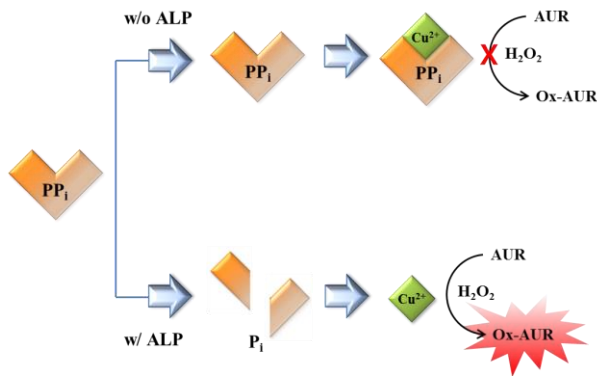 w/o ALP
PPᵢ
Cu²⁺
PPᵢ
AUR
H₂O₂
Ox-AUR
PPᵢ
w/ ALP
Pᵢ
Cu²⁺
AUR
H₂O₂
Ox-AUR